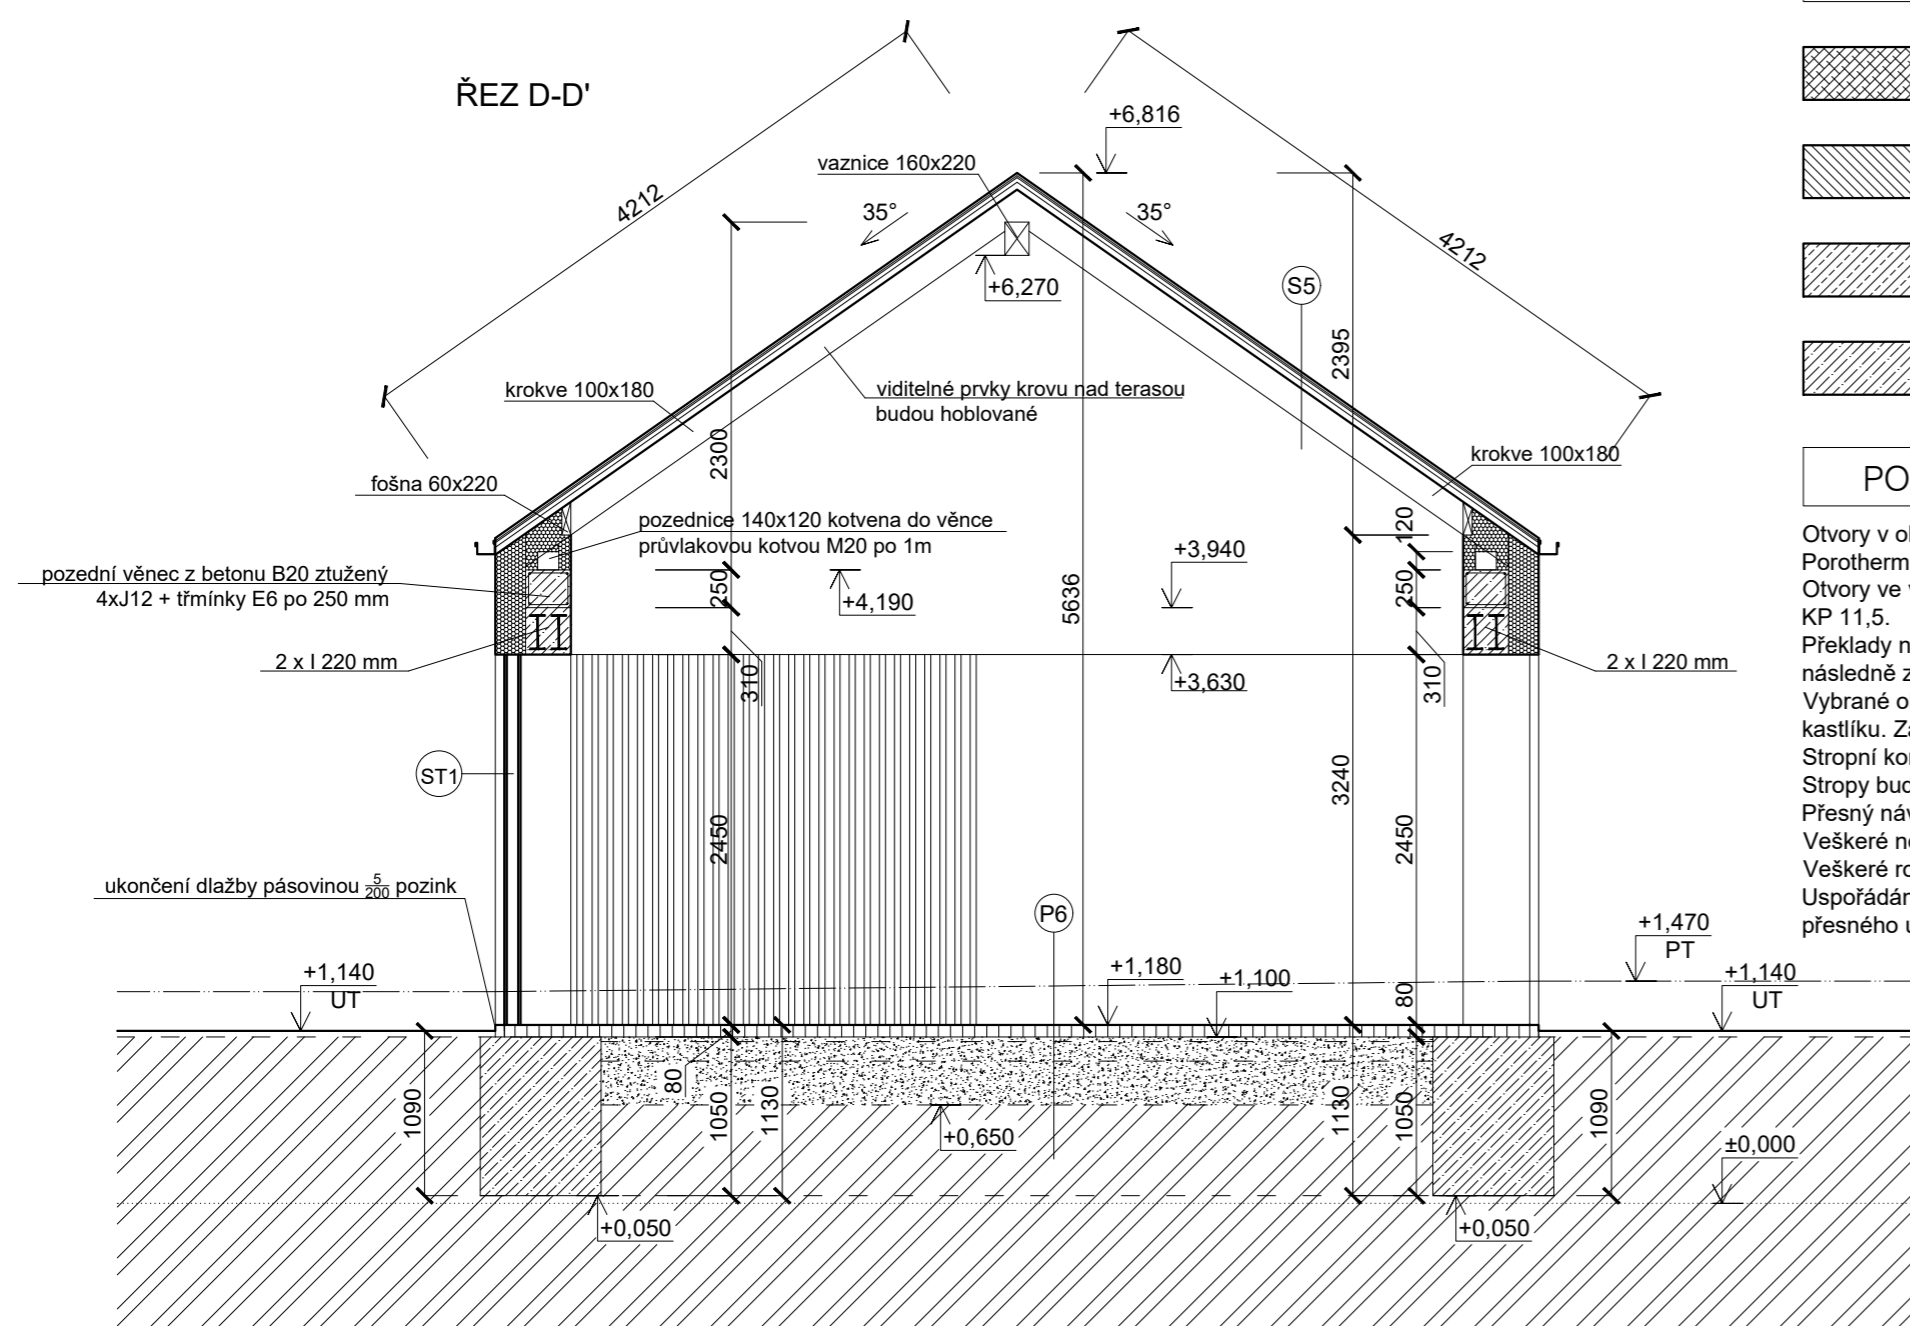 ŘEZ D-D'
+6,816
vaznice 160x220
4212
35°
35°
4212
+6,270
S5
2395
krokve 100x180
viditelné prvky krovu nad terasou
budou hoblované
2300
krokve 100x180
fošna 60x220
pozednice 140x120 kotvena do věnce
průvlakovou kotvou M20 po 1m
120
+3,940
pozední věnec z betonu B20 ztužený
4xJ12 + třmínky E6 po 250 mm
250
+4,190
5636
250
2 x I 220 mm
310
+3,630
310
2 x I 220 mm
ST1
2450
3240
2450
ukončení dlažby pásovinou 5/200 pozink
P6
+1,470
PT
+1,140
UT
+1,180
+1,100
80
+1,140
UT
80
1090
1050
1130
+0,650
1130
1050
1090
±0,000
+0,050
+0,050
PO
Otvory v o
Porotherm
Otvory ve
KP 11,5.
Překlady n
následně z
Vybrané o
kastlíku. Z
Stropní ko
Stropy bud
Přesný náv
Veškeré n
Veškeré ro
Uspořádán
přesného u